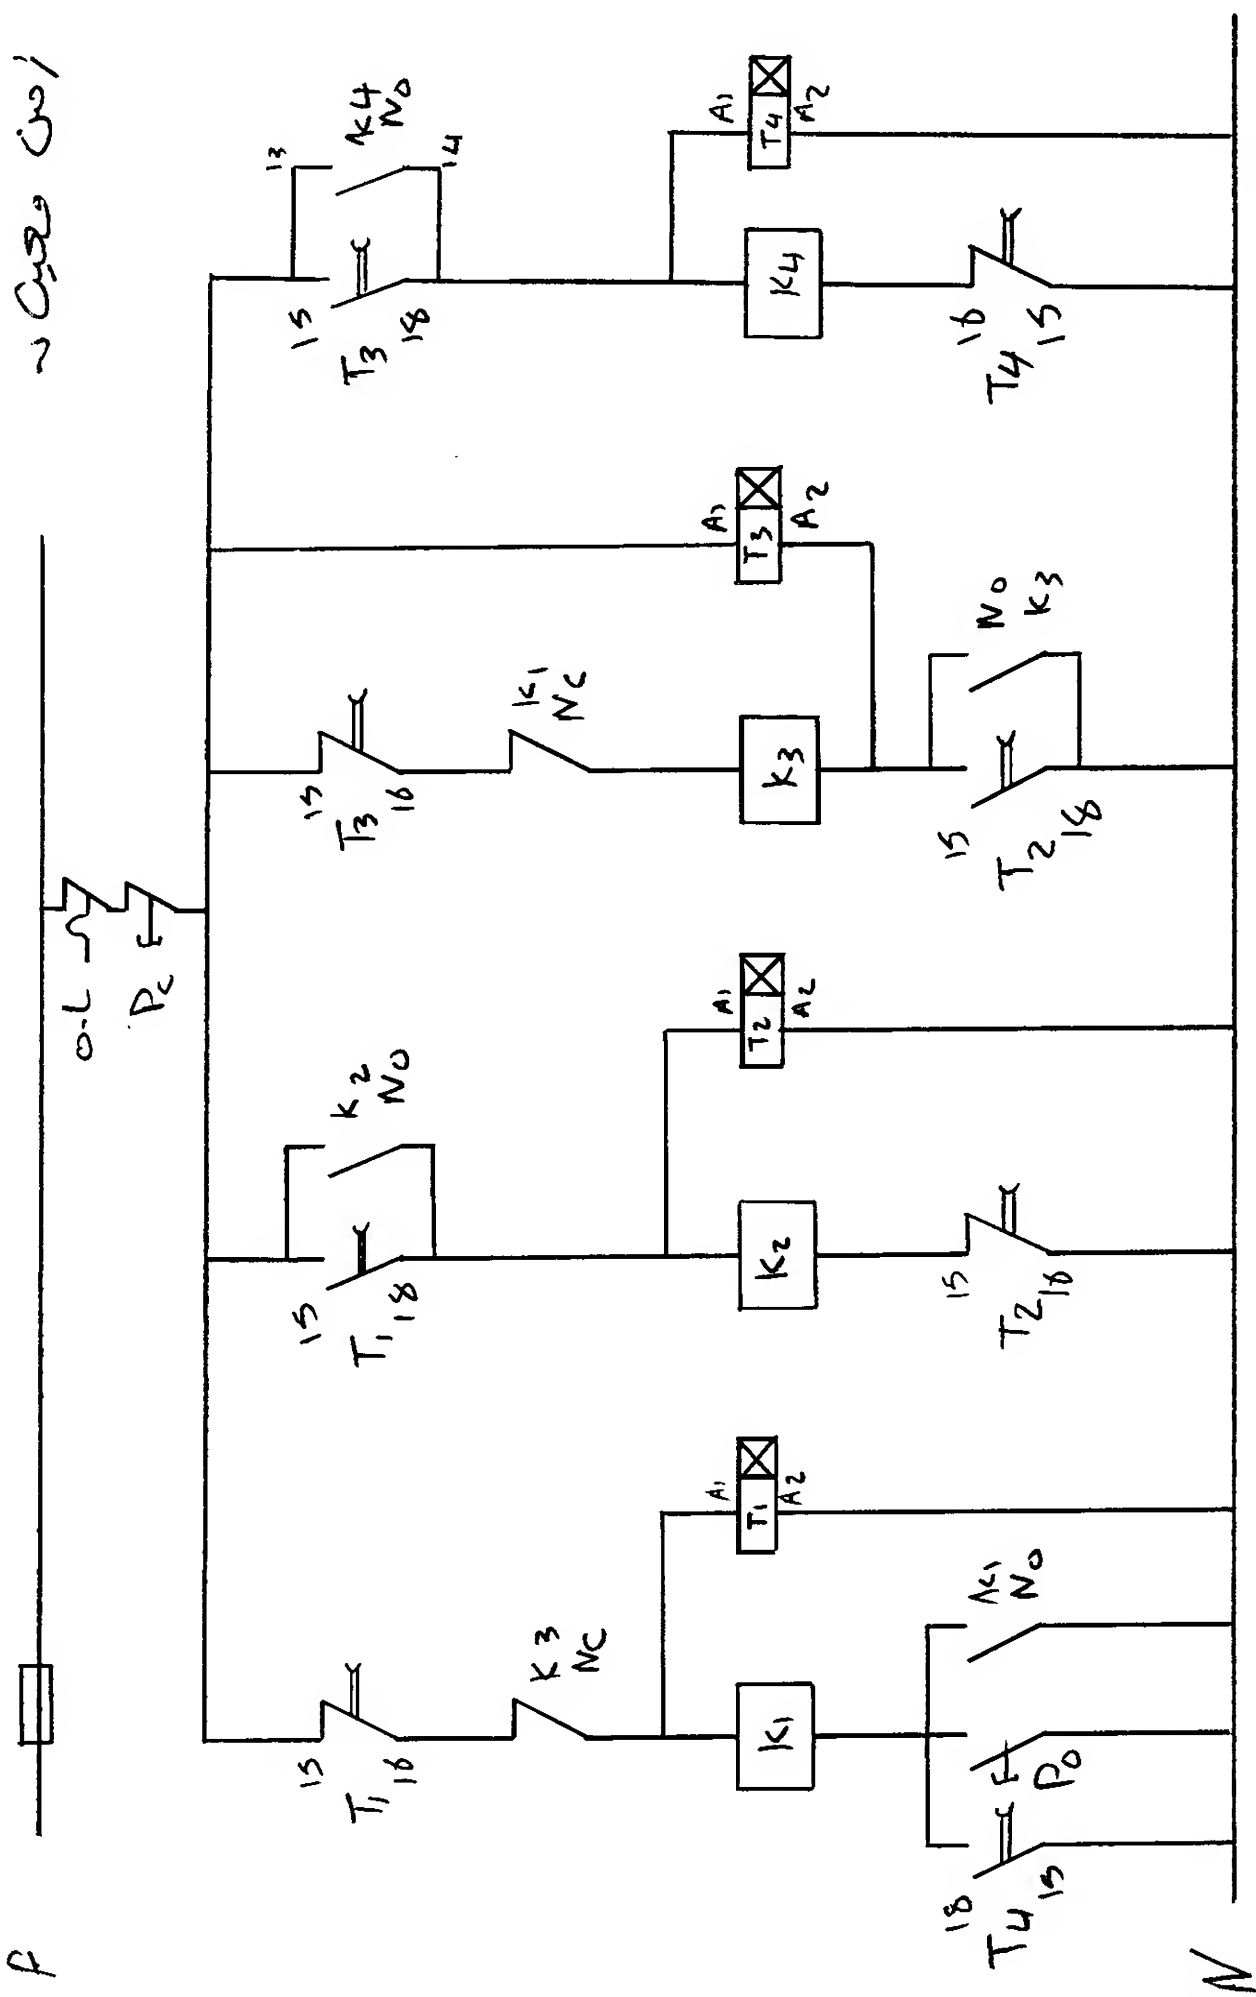 o-L
Pc
15 T1 16
K3 NC
A1 T1 A2
K1
18 T4 15
Po
K1 NO
15 T1 18
K2 NO
A1 T2 A2
K2
15 T2 16
15 T3 16
K1 NC
A1 T3 A2
K3
15 T2 18
NO K3
13 K4 NO 14
15 T3 18
A1 T4 A2
K4
16 T4 15
N